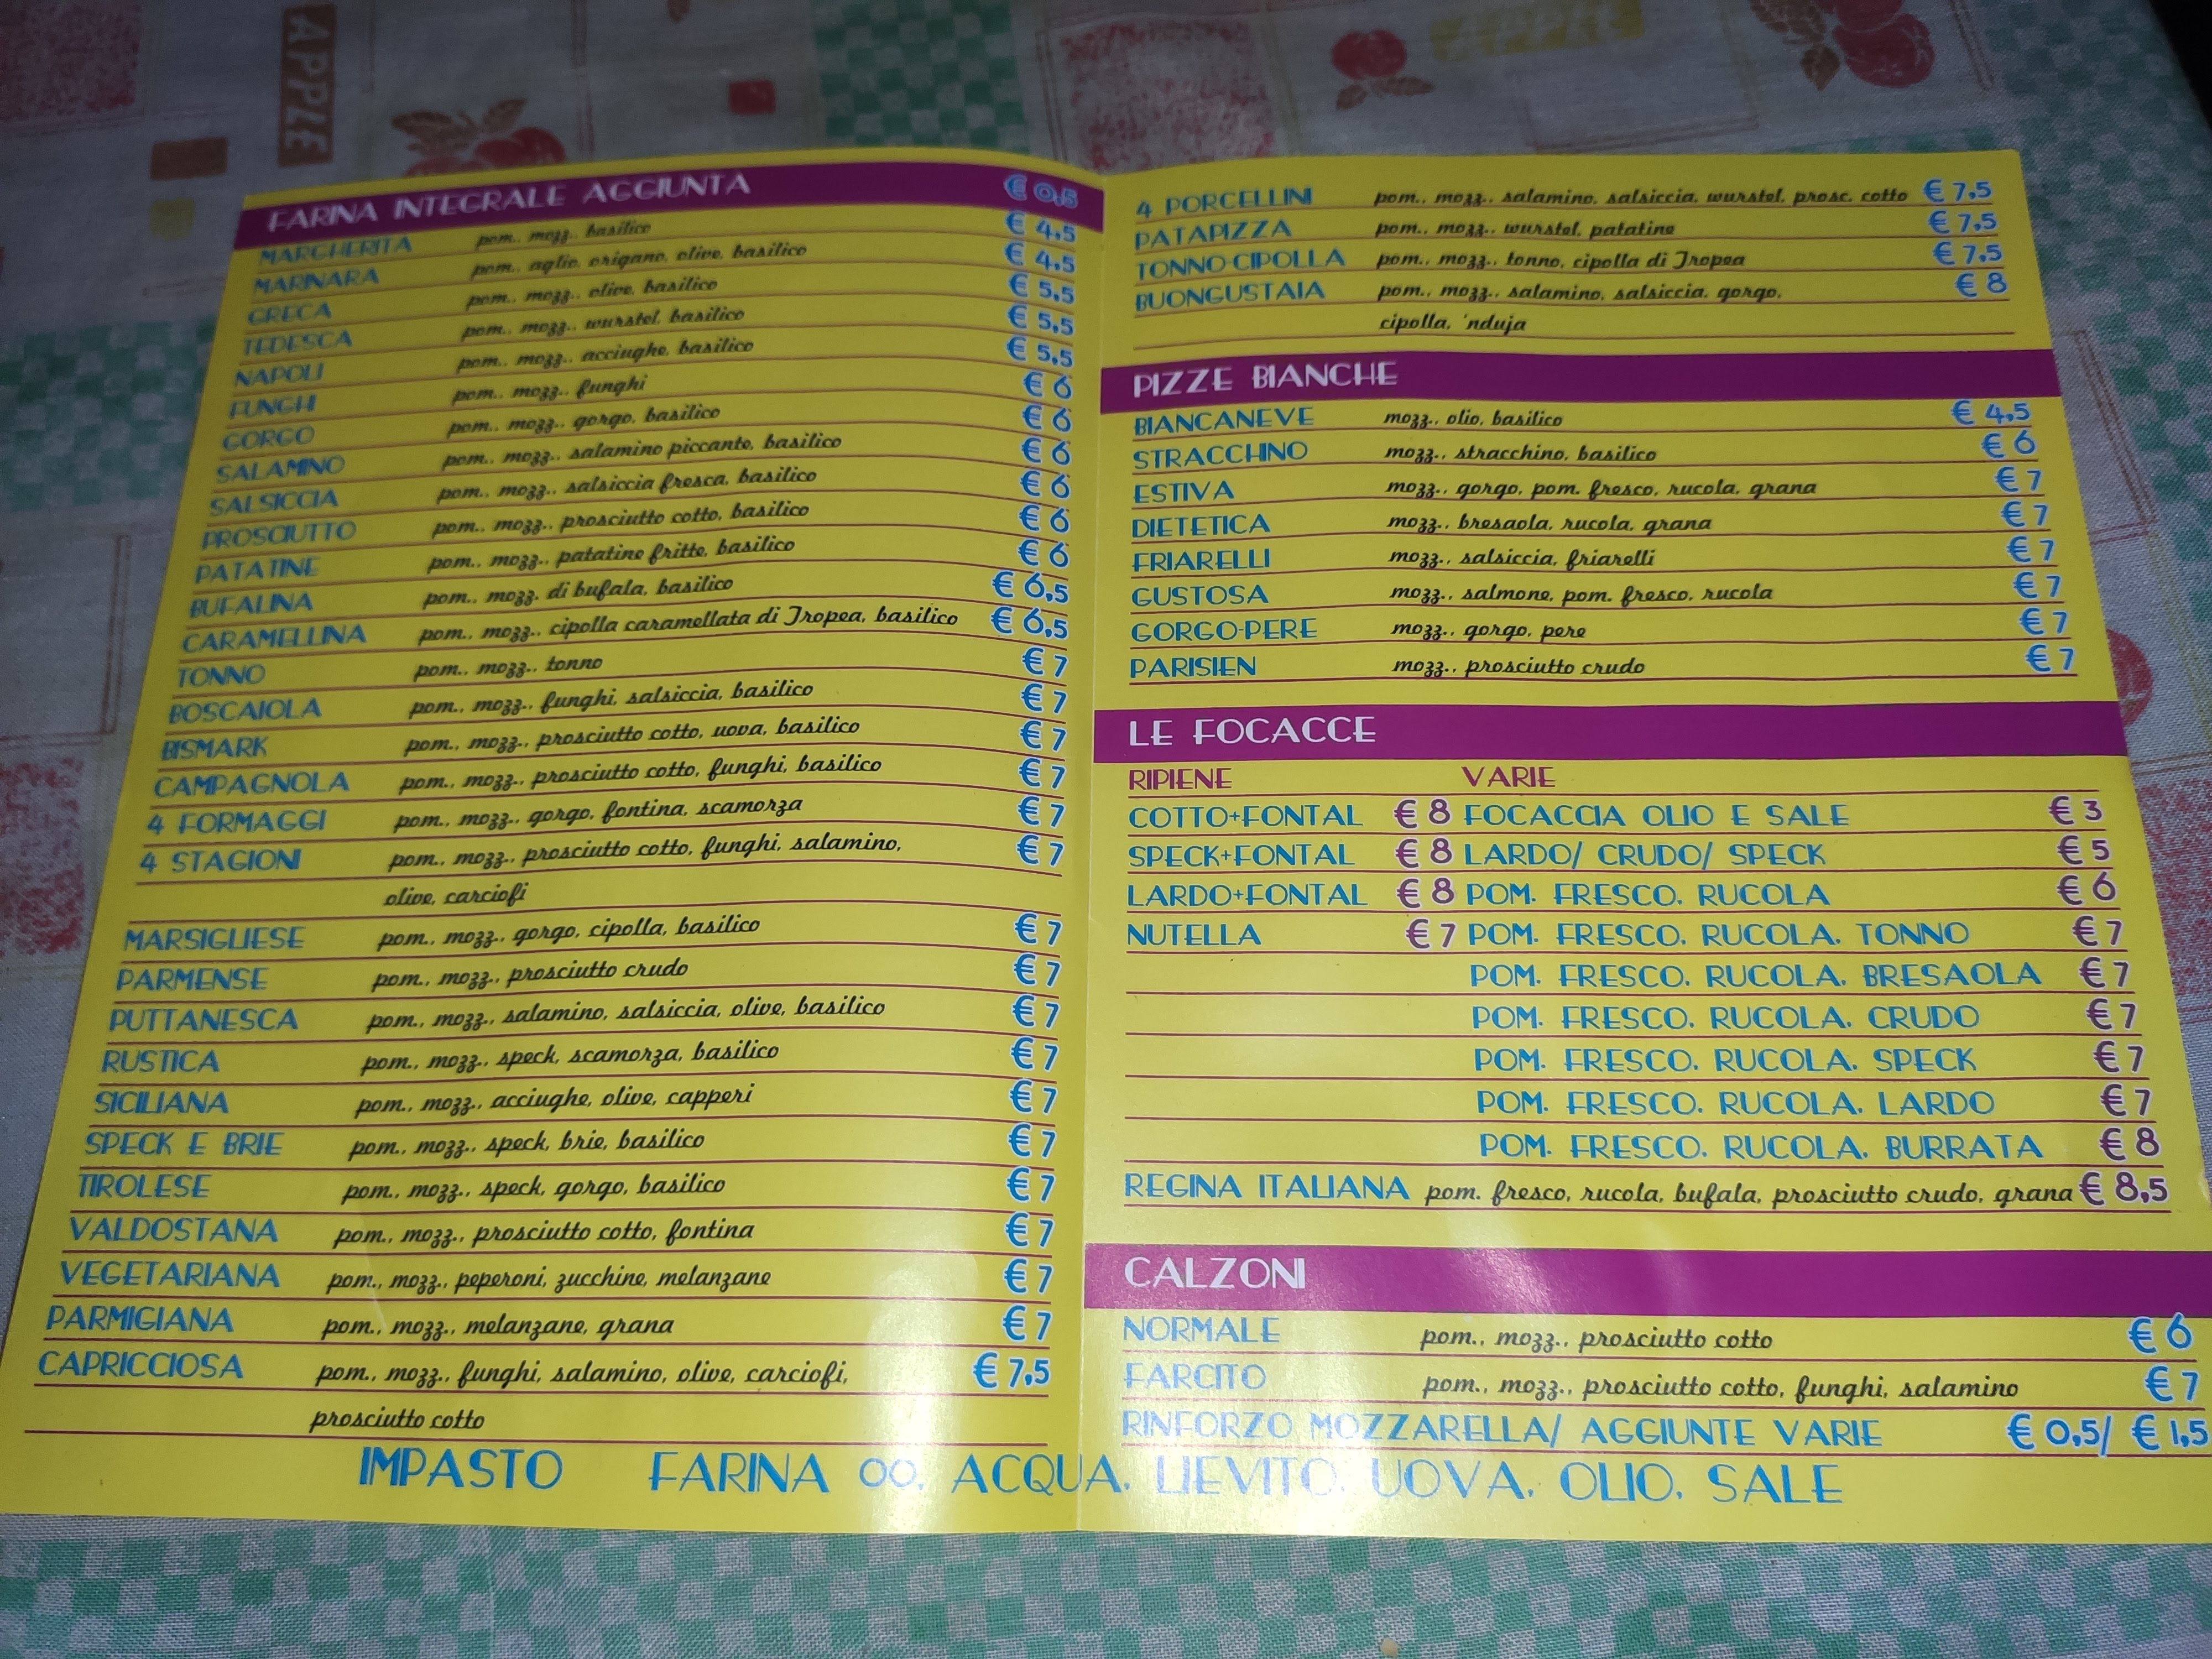 APPLE
FARINA INTEGRALE AGGIUNTA € 0,5
MARGHERITA pom., mozz., basilico € 4,5
MARINARA pom., aglio, origano, olive, basilico € 4,5
GRECA pom., mozz., olive, basilico € 5,5
TEDESCA pom., mozz., wurstel, basilico € 5,5
NAPOLI pom., mozz., acciughe, basilico € 5,5
FUNGHI pom., mozz., funghi € 6
GORGO pom., mozz., gorgo, basilico € 6
SALAMINO pom., mozz., salamino piccante, basilico € 6
SALSICCIA pom., mozz., salsiccia fresca, basilico € 6
PROSCIUTTO pom., mozz., prosciutto cotto, basilico € 6
PATATINE pom., mozz., patatine fritte, basilico € 6
BUFALINA pom., mozz. di bufala, basilico € 6,5
CARAMELLINA pom., mozz., cipolla caramellata di Tropea, basilico € 6,5
TONNO pom., mozz., tonno € 7
BOSCAIOLA pom., mozz., funghi, salsiccia, basilico € 7
BISMARK pom., mozz., prosciutto cotto, uova, basilico € 7
CAMPAGNOLA pom., mozz., prosciutto cotto, funghi, basilico € 7
4 FORMAGGI pom., mozz., gorgo, fontina, scamorza € 7
4 STAGIONI pom., mozz., prosciutto cotto, funghi, salamino, € 7
olive, carciofi
MARSIGLIESE pom., mozz., gorgo, cipolla, basilico € 7
PARMENSE pom., mozz., prosciutto crudo € 7
PUTTANESCA pom., mozz., salamino, salsiccia, olive, basilico € 7
RUSTICA pom., mozz., speck, scamorza, basilico € 7
SICILIANA pom., mozz., acciughe, olive, capperi € 7
SPECK E BRIE pom., mozz., speck, brie, basilico € 7
TIROLESE pom., mozz., speck, gorgo, basilico € 7
VALDOSTANA pom., mozz., prosciutto cotto, fontina € 7
VEGETARIANA pom., mozz., peperoni, zucchine, melanzane € 7
PARMIGIANA pom., mozz., melanzane, grana € 7
CAPRICCIOSA pom., mozz., funghi, salamino, olive, carciofi, € 7,5
prosciutto cotto
4 PORCELLINI pom., mozz., salamino, salsiccia, wurstel, prosc. cotto € 7,5
PATAPIZZA pom., mozz., wurstel, patatine € 7,5
TONNO-CIPOLLA pom., mozz., tonno, cipolla di Tropea € 7,5
BUONGUSTAIA pom., mozz., salamino, salsiccia, gorgo, € 8
cipolla, 'nduja
PIZZE BIANCHE
BIANCANEVE mozz., olio, basilico € 4,5
STRACCHINO mozz., stracchino, basilico € 6
ESTIVA mozz., gorgo, pom. fresco, rucola, grana € 7
DIETETICA mozz., bresaola, rucola, grana € 7
FRIARELLI mozz., salsiccia, friarelli € 7
GUSTOSA mozz., salmone, pom. fresco, rucola € 7
GORGO-PERE mozz., gorgo, pere € 7
PARISIEN mozz., prosciutto crudo € 7
LE FOCACCE
RIPIENE VARIE
COTTO+FONTAL € 8 FOCACCIA OLIO E SALE € 3
SPECK+FONTAL € 8 LARDO/ CRUDO/ SPECK € 5
LARDO+FONTAL € 8 POM. FRESCO, RUCOLA € 6
NUTELLA € 7 POM. FRESCO, RUCOLA, TONNO € 7
POM. FRESCO, RUCOLA, BRESAOLA € 7
POM. FRESCO, RUCOLA, CRUDO € 7
POM. FRESCO, RUCOLA, SPECK € 7
POM. FRESCO, RUCOLA, LARDO € 7
POM. FRESCO, RUCOLA, BURRATA € 8
REGINA ITALIANA pom. fresco, rucola, bufala, prosciutto crudo, grana € 8,5
CALZONI
NORMALE pom., mozz., prosciutto cotto € 6
FARCITO pom., mozz., prosciutto cotto, funghi, salamino € 7
RINFORZO MOZZARELLA/ AGGIUNTE VARIE € 0,5/ € 1,5
IMPASTO FARINA 00, ACQUA, LIEVITO, UOVA, OLIO, SALE